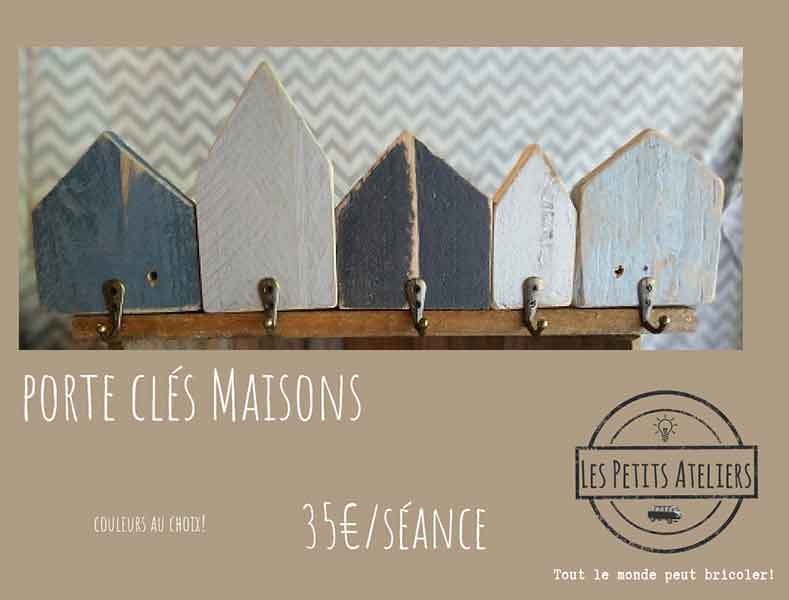 porte clés Maisons
couleurs au choix!
35€/séance
Les Petits Ateliers
Tout le monde peut bricoler!